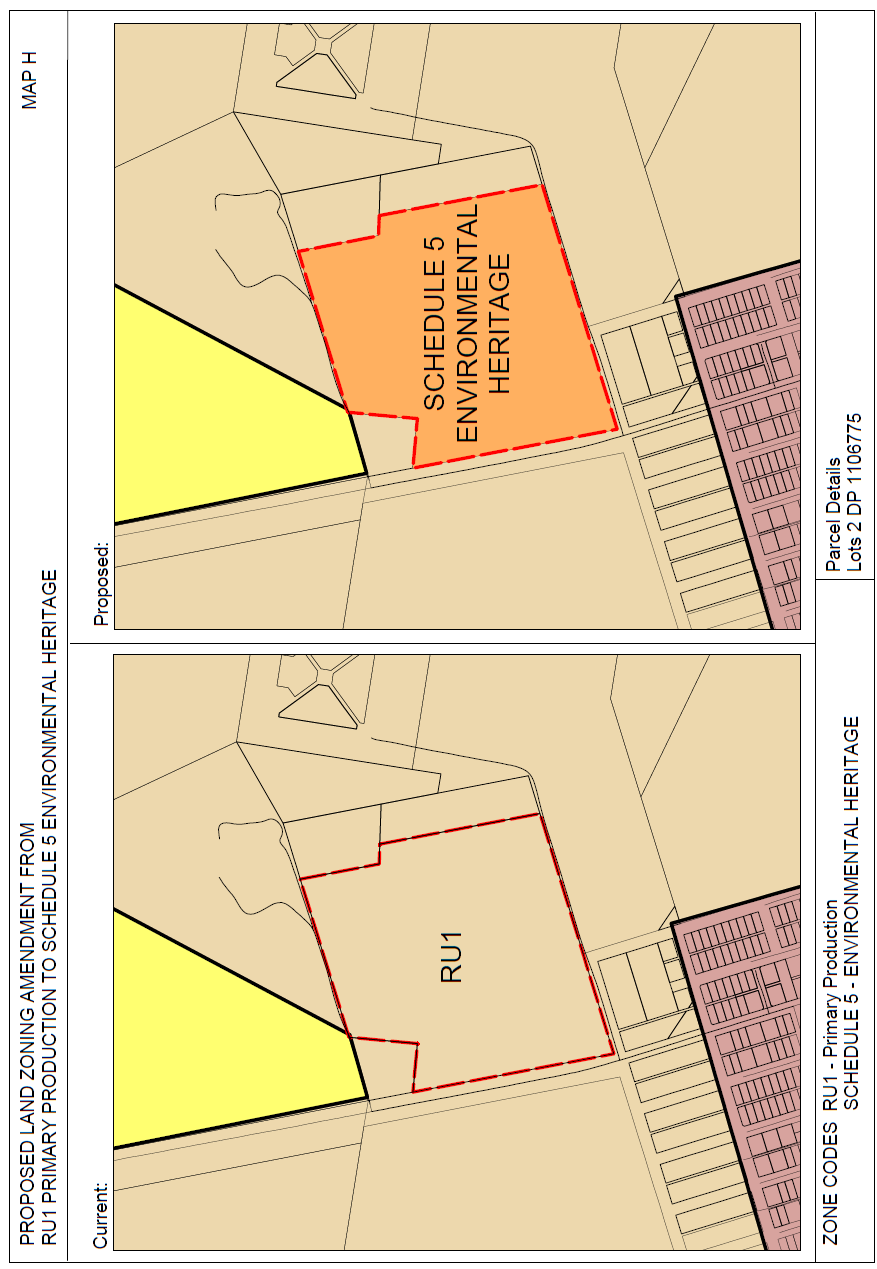 PROPOSED LAND ZONING AMENDMENT FROM
RU1 PRIMARY PRODUCTION TO SCHEDULE 5 ENVIRONMENTAL HERITAGE
MAP H
Current:
RU1
Proposed:
SCHEDULE 5
ENVIRONMENTAL
HERITAGE
ZONE CODES RU1 - Primary Production
SCHEDULE 5 - ENVIRONMENTAL HERITAGE
Parcel Details
Lots 2 DP 1106775